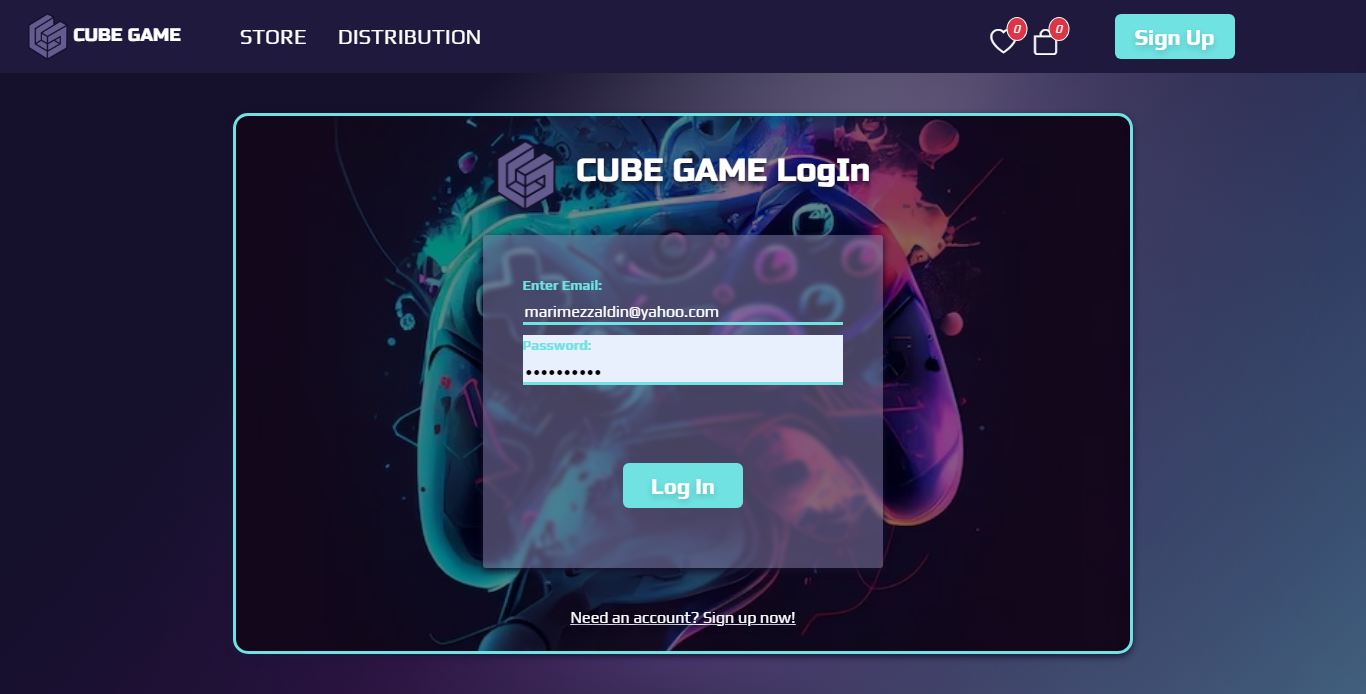 CUBE GAME
STORE
DISTRIBUTION
0
0
Sign Up
CUBE GAME LogIn
Enter Email:
marimezzaldin@yahoo.com
Password:
••••••••••
Log In
Need an account? Sign up now!